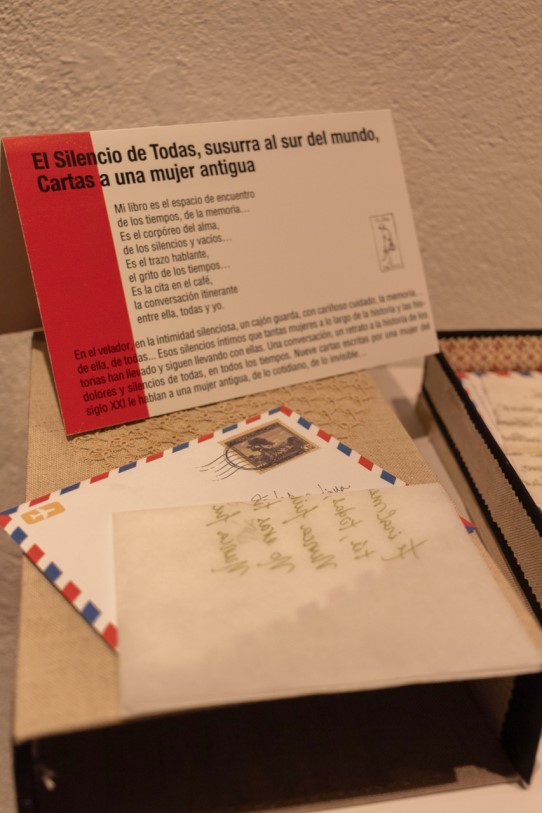 El Silencio de Todas, susurra al sur del mundo,
Cartas a una mujer antigua
Mi libro es el espacio de encuentro
de los tiempos, de la memoria…
Es el corpóreo del alma,
de los silencios y vacíos…
Es el trazo hablante,
el grito de los tiempos…
Es la cita en el café,
la conversación itinerante
entre ella, todas y yo.
En el velador, en la intimidad silenciosa, un cajón guarda, con cariñoso cuidado, la memoria…
de ella, de todas… Esos silencios íntimos que tantas mujeres a lo largo de la historia y las his-
torias han llevado y siguen llevando con ellas. Una conversación, un retrato a la historia de los
dolores y silencios de todas, en todos los tiempos. Nueve cartas escritas por una mujer del
siglo XXI le hablan a una mujer antigua, de lo cotidiano, de lo invisible…